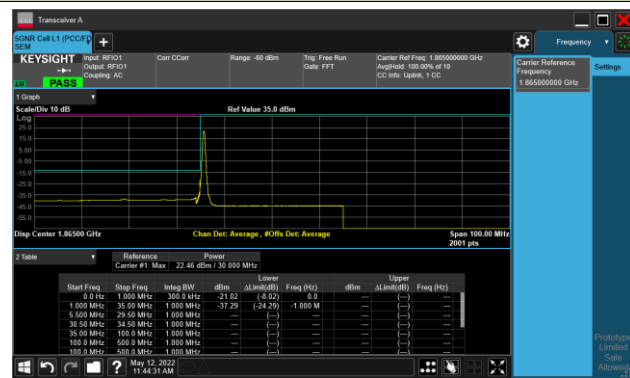 Transceiver A
5GNR Cell L1 (PCC/F
SEM
Frequency
KEYSIGHT
PASS
Input: RFIO1
Output: RFIO1
Coupling: AC
Corr CCorr
Range: -60 dBm
Trig: Free Run
Gate: FFT
Carrier Ref Freq: 1.865000000 GHz
Avg|Hold: 100.00% of 10
CC Info: Uplink, 1 CC
Carrier Reference
Frequency
1.865000000 GHz
Settings
1 Graph
Scale/Div 10 dB
Ref Value 35.0 dBm
Log
25.0
15.0
5.00
-5.00
-15.0
-25.0
-35.0
-45.0
-55.0
Disp Center 1.86500 GHz
Chan Det: Average , #Offs Det: Average
Span 100.00 MHz
2001 pts
2 Table
Reference Power
Carrier #1: Max 22.46 dBm / 30.000 MHz
Lower Upper
Start Freq Stop Freq Integ BW dBm ΔLimit(dB) Freq (Hz) dBm ΔLimit(dB) Freq (Hz)
0.0 Hz 1.000 MHz 300.0 kHz -21.02 (-8.02) 0.0 --- (---) ---
1.000 MHz 35.00 MHz 1.000 MHz -37.29 (-24.29) -1.000 M --- (---) ---
5.500 MHz 29.50 MHz 1.000 MHz --- (---) --- --- (---) ---
30.50 MHz 34.50 MHz 1.000 MHz --- (---) --- --- (---) ---
35.00 MHz 100.0 MHz 1.000 MHz --- (---) --- --- (---) ---
100.0 MHz 500.0 MHz 1.000 MHz --- (---) --- --- (---) ---
100.0 MHz 500.0 MHz 1.000 MHz --- (---) --- --- (---) ---
Prototype
Limited
Sale
Allowed
May 12, 2022
11:44:31 AM